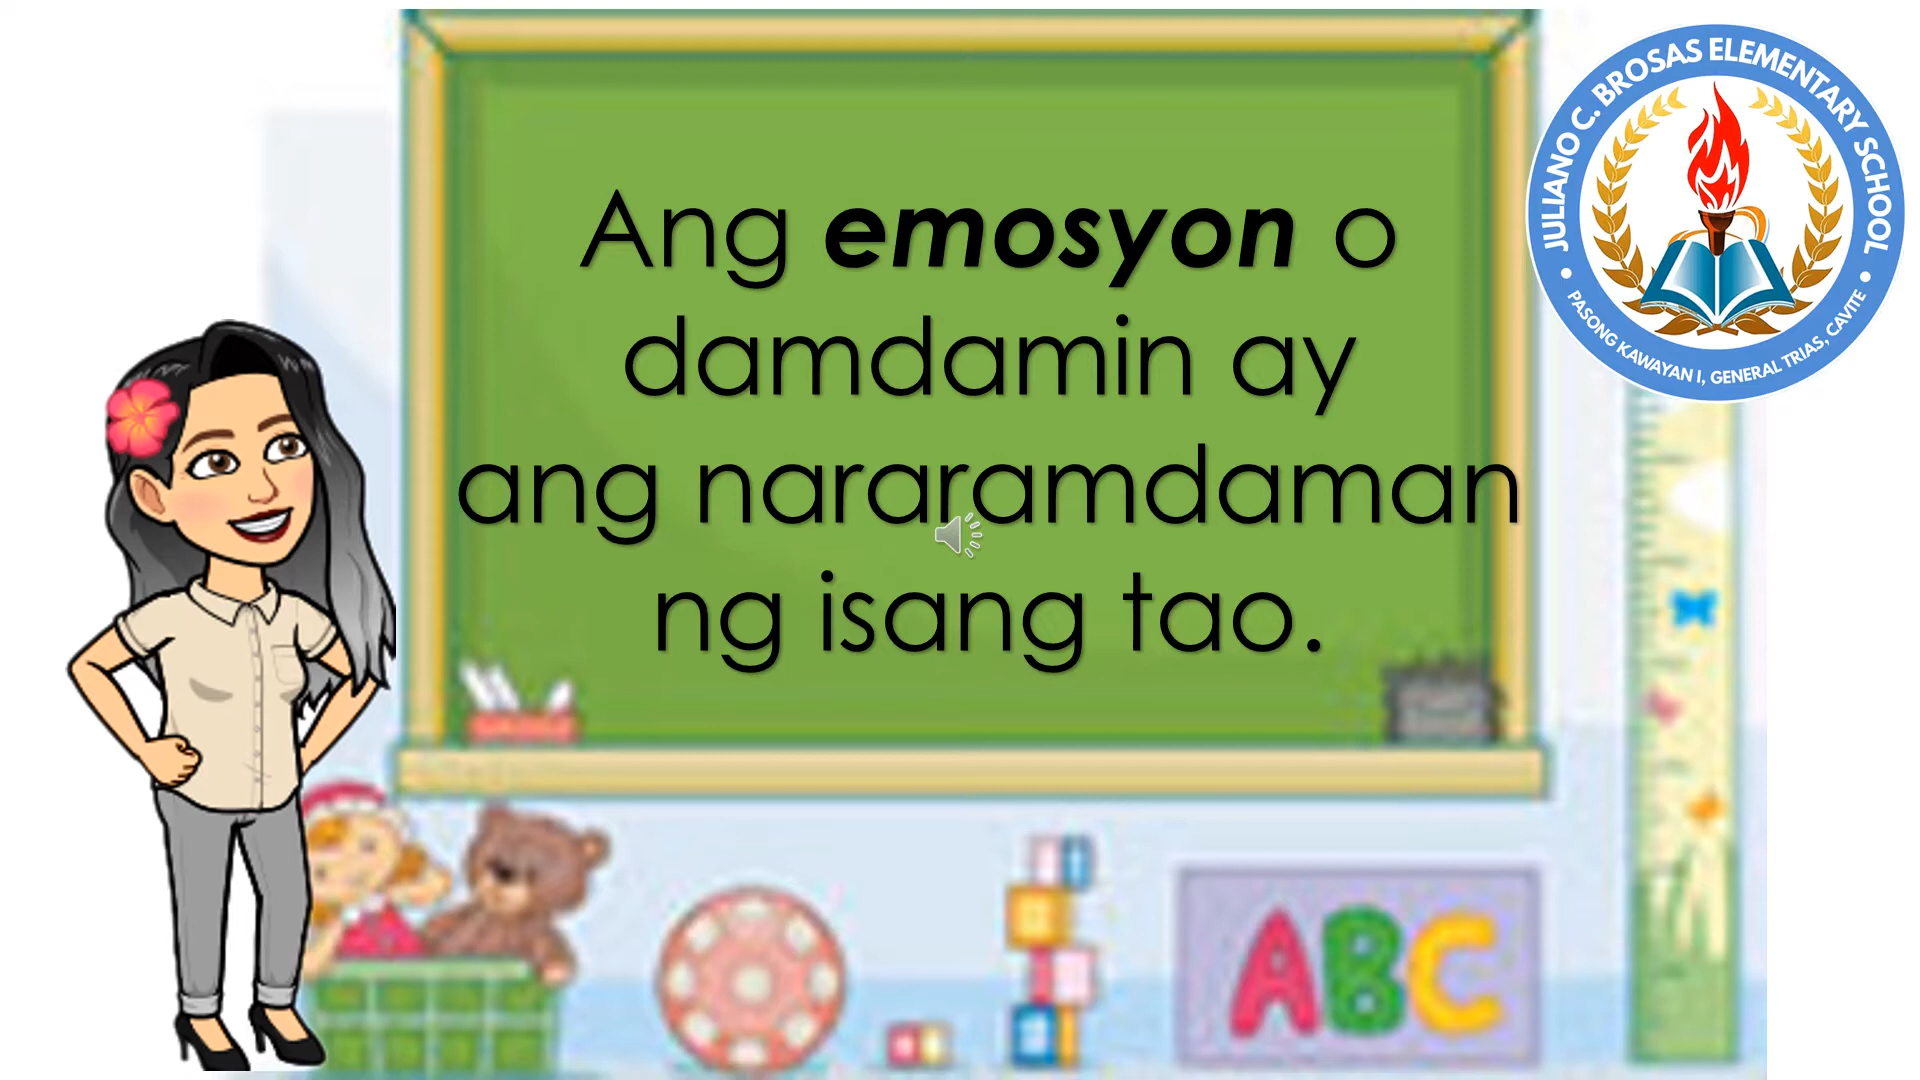 Ang emosyon o
damdamin ay
ang nararamdaman
ng isang tao.
JULIANO C. BROSAS ELEMENTARY SCHOOL
PASONG KAWAYAN I, GENERAL TRIAS, CAVITE
ABC